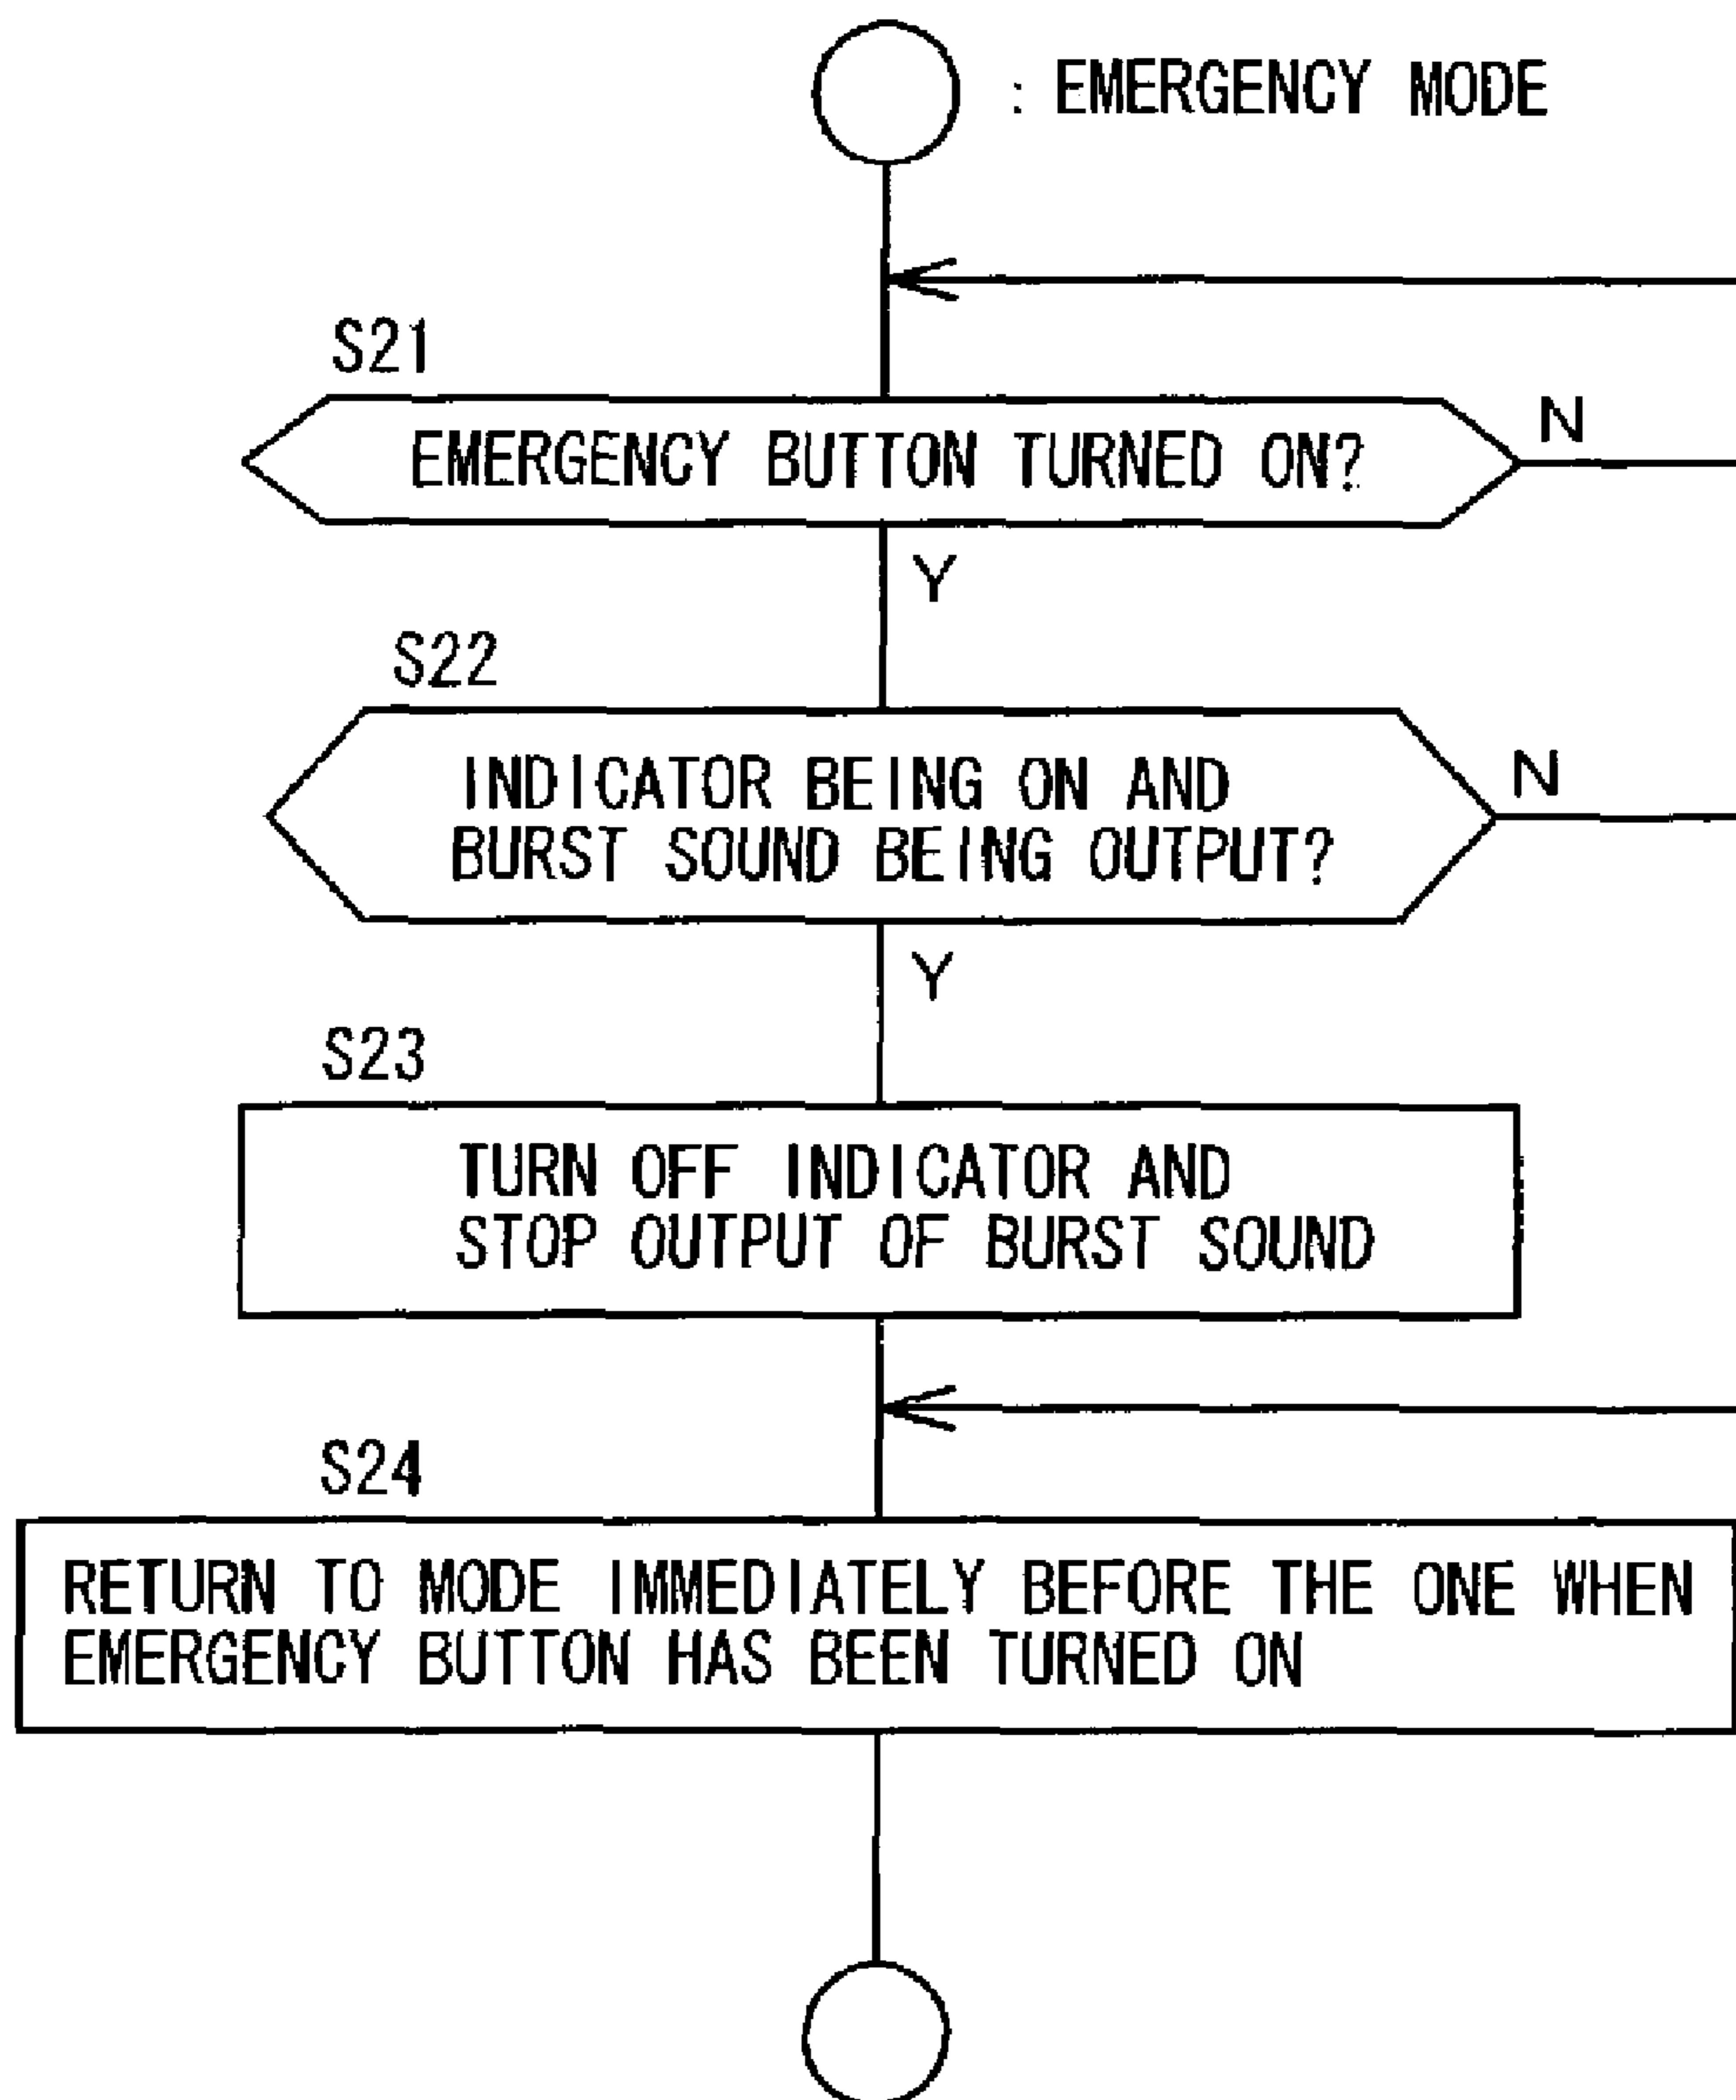 : EMERGENCY MODE
S21
EMERGENCY BUTTON TURNED ON?
N
Y
S22
INDICATOR BEING ON AND
BURST SOUND BEING OUTPUT?
N
Y
S23
TURN OFF INDICATOR AND
STOP OUTPUT OF BURST SOUND
S24
RETURN TO MODE IMMEDIATELY BEFORE THE ONE WHEN
EMERGENCY BUTTON HAS BEEN TURNED ON